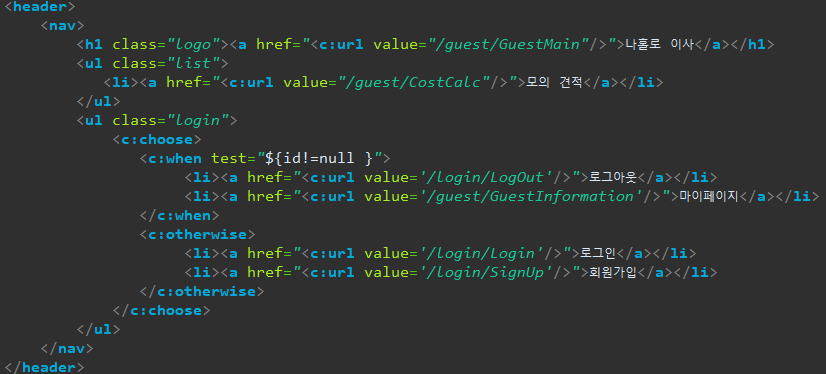 <header>
<nav>
<h1 class="logo"><a href="<c:url value="/guest/GuestMain"/>">나홀로 이사</a></h1>
<ul class="list">
<li><a href="<c:url value="/guest/CostCalc"/>">모의 견적</a></li>
</ul>
<ul class="login">
<c:choose>
<c:when test="${id!=null }">
<li><a href="<c:url value='/login/LogOut'/>">로그아웃</a></li>
<li><a href="<c:url value='/guest/GuestInformation'/>">마이페이지</a></li>
</c:when>
<c:otherwise>
<li><a href="<c:url value='/login/Login'/>">로그인</a></li>
<li><a href="<c:url value='/login/SignUp'/>">회원가입</a></li>
</c:otherwise>
</c:choose>
</ul>
</nav>
</header>